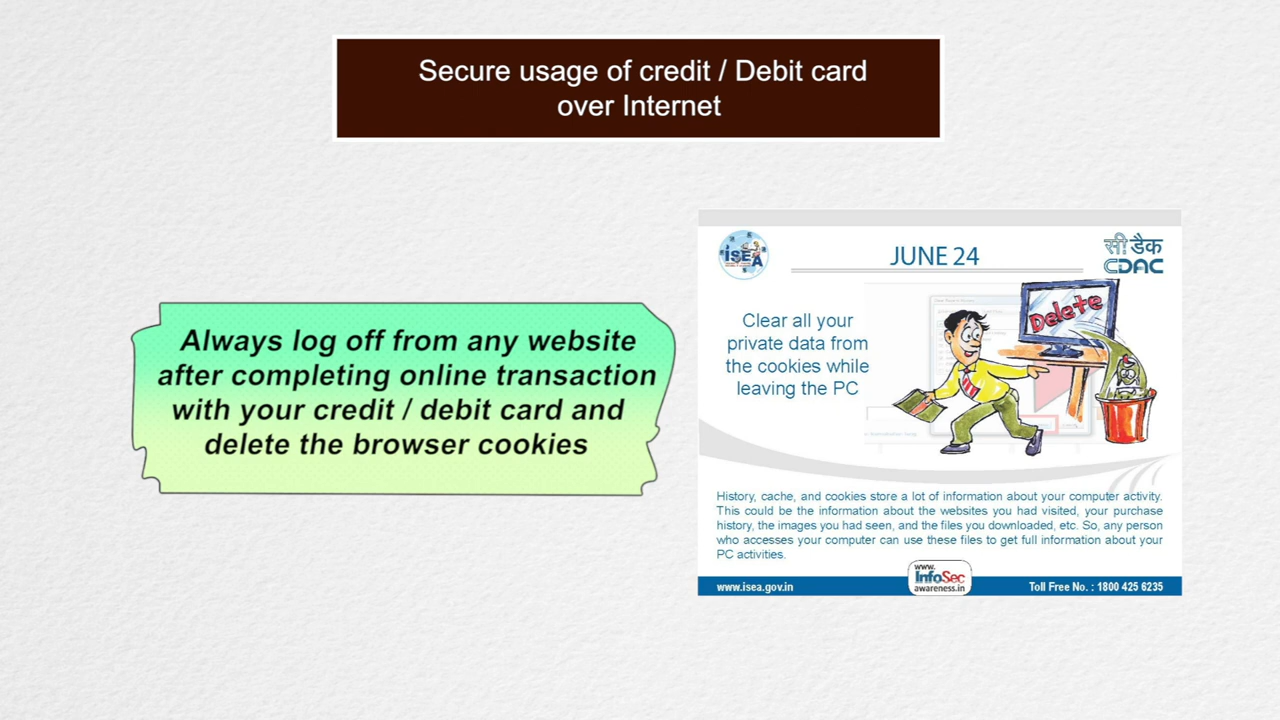 Secure usage of credit / Debit card
over Internet
Always log off from any website
after completing online transaction
with your credit / debit card and
delete the browser cookies
ISEA
JUNE 24
सी डैक
CDAC
Clear all your
private data from
the cookies while
leaving the PC
Delete
History, cache, and cookies store a lot of information about your computer activity.
This could be the information about the websites you had visited, your purchase
history, the images you had seen, and the files you downloaded, etc. So, any person
who accesses your computer can use these files to get full information about your
PC activities.
www.isea.gov.in
www.
InfoSec
awareness.in
Toll Free No. : 1800 425 6235